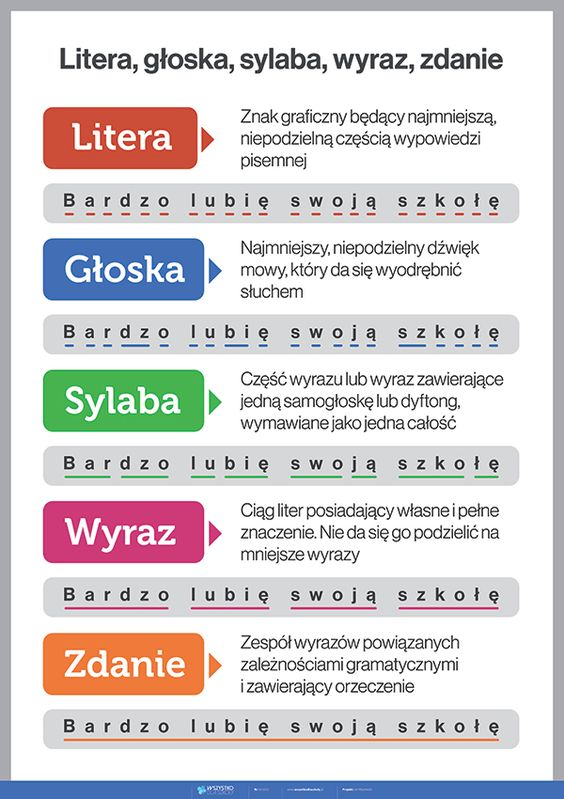 Litera, głoska, sylaba, wyraz, zdanie
Litera
Znak graficzny będący najmniejszą,
niepodzielną częścią wypowiedzi
pisemnej
Bardzo lubię swoją szkołę
Głoska
Najmniejszy, niepodzielny dźwięk
mowy, który da się wyodrębnić
słuchem
Bardzo lubię swoją szkołę
Sylaba
Część wyrazu lub wyraz zawierające
jedną samogłoskę lub dyftong,
wymawiane jako jedna całość
Bardzo lubię swoją szkołę
Wyraz
Ciąg liter posiadający własne i pełne
znaczenie. Nie da się go podzielić na
mniejsze wyrazy
Bardzo lubię swoją szkołę
Zdanie
Zespół wyrazów powiązanych
zależnościami gramatycznymi
i zawierający orzeczenie
Bardzo lubię swoją szkołę
WSZYSTKO